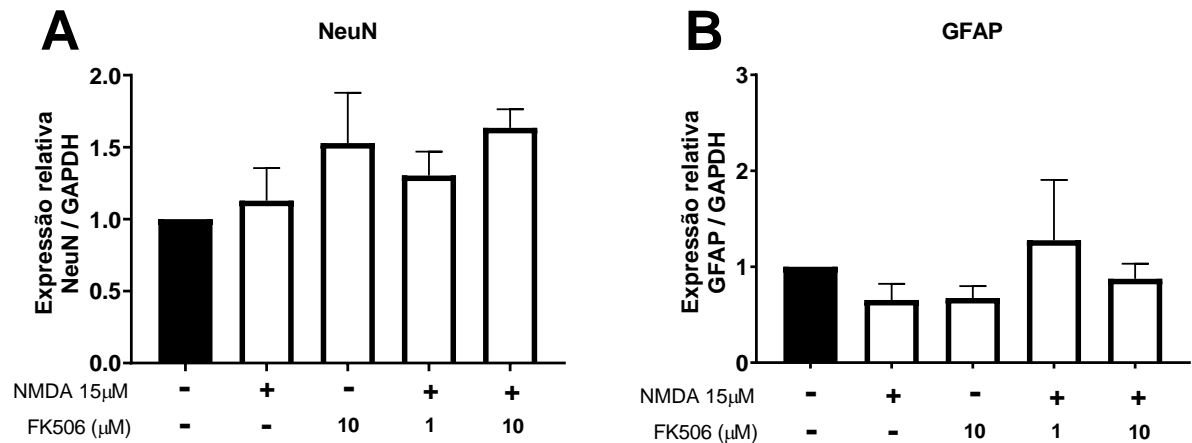 A
NeuN
Expressão relativa
NeuN / GAPDH
2.0
1.5
1.0
0.5
0.0
NMDA 15μM - + - + +
FK506 (μM) - - 10 1 10
B
GFAP
Expressão relativa
GFAP / GAPDH
3
2
1
0
NMDA 15μM - + - + +
FK506 (μM) - - 10 1 10